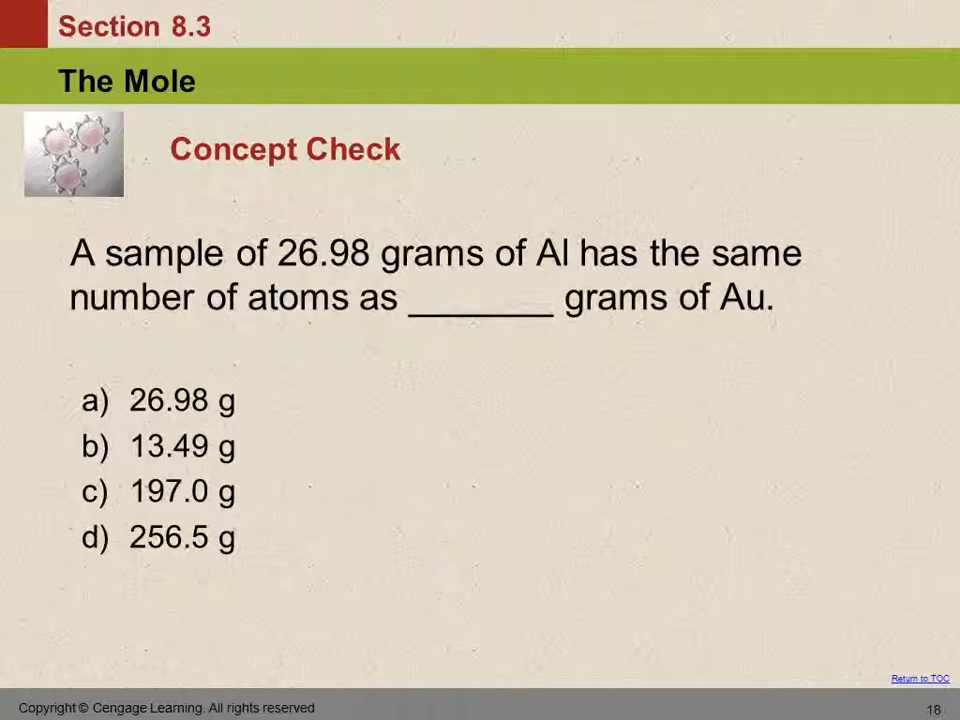 Section 8.3
The Mole
Concept Check
A sample of 26.98 grams of Al has the same
number of atoms as _______ grams of Au.
a) 26.98 g
b) 13.49 g
c) 197.0 g
d) 256.5 g
Return to TOC
Copyright © Cengage Learning. All rights reserved
18